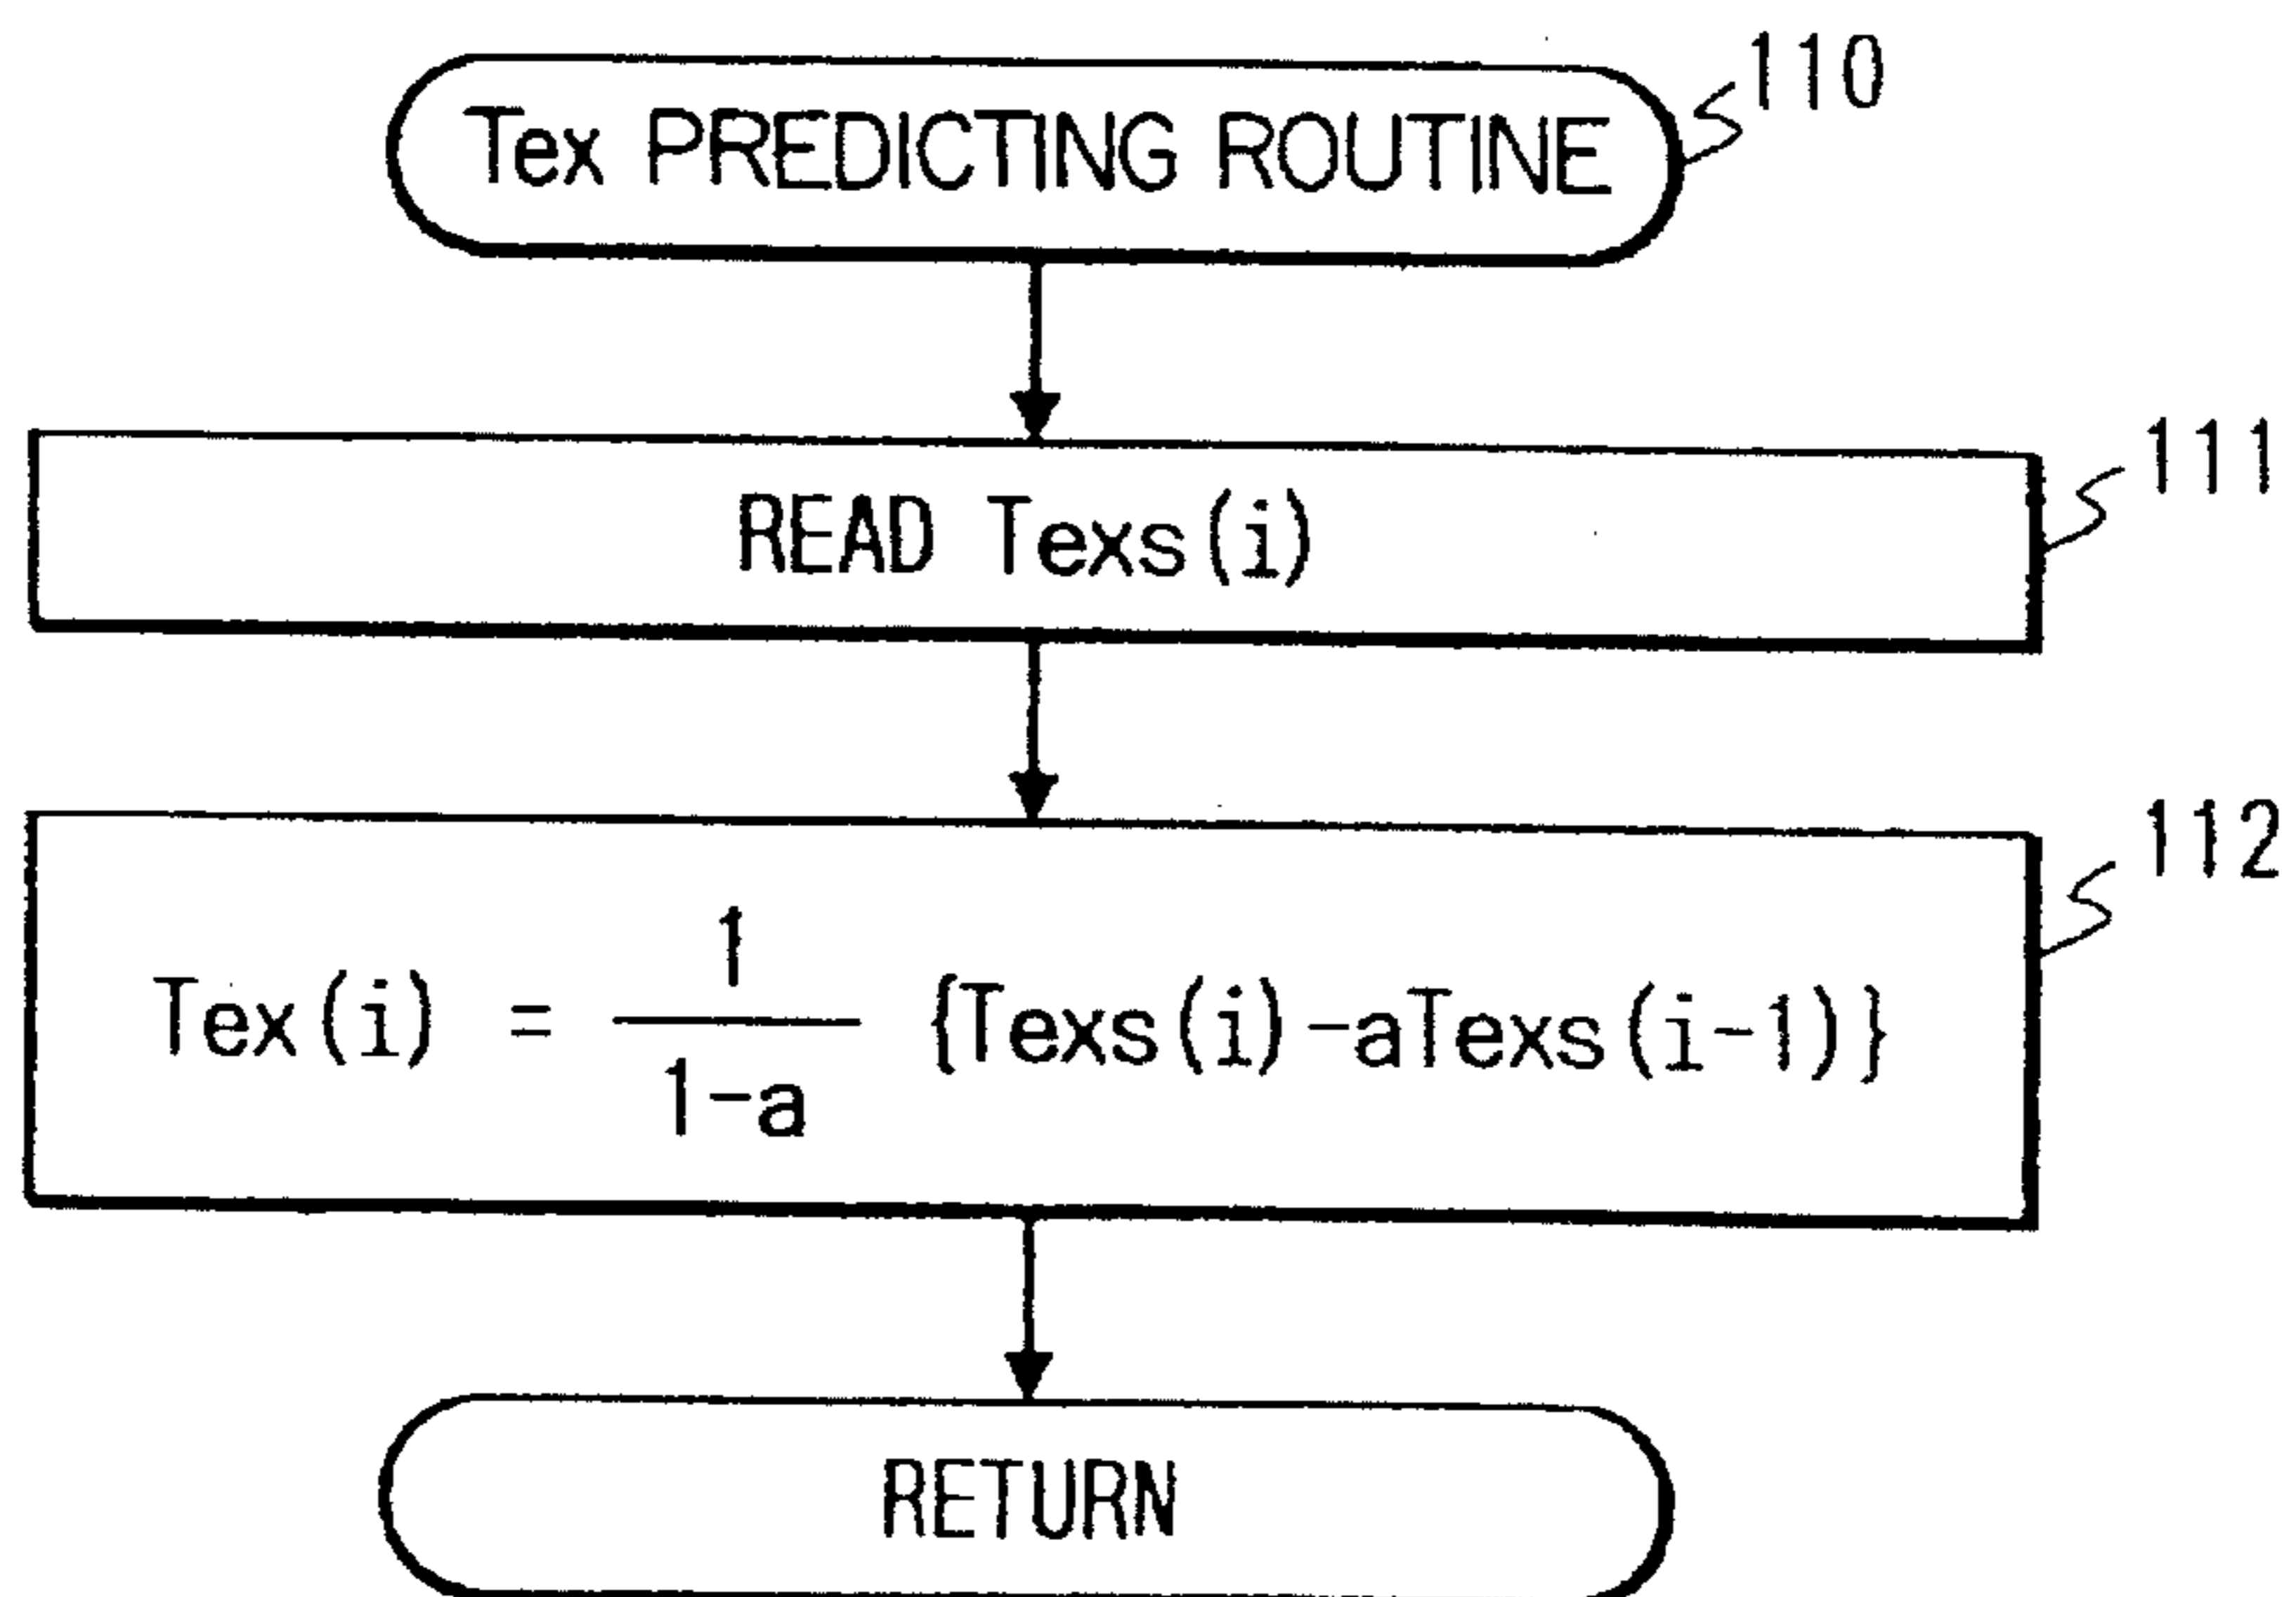 Tex PREDICTING ROUTINE
110
READ Texs(i)
111
112
Tex(i) = 1/1-a {Texs(i)-aTexs(i-1)}
RETURN